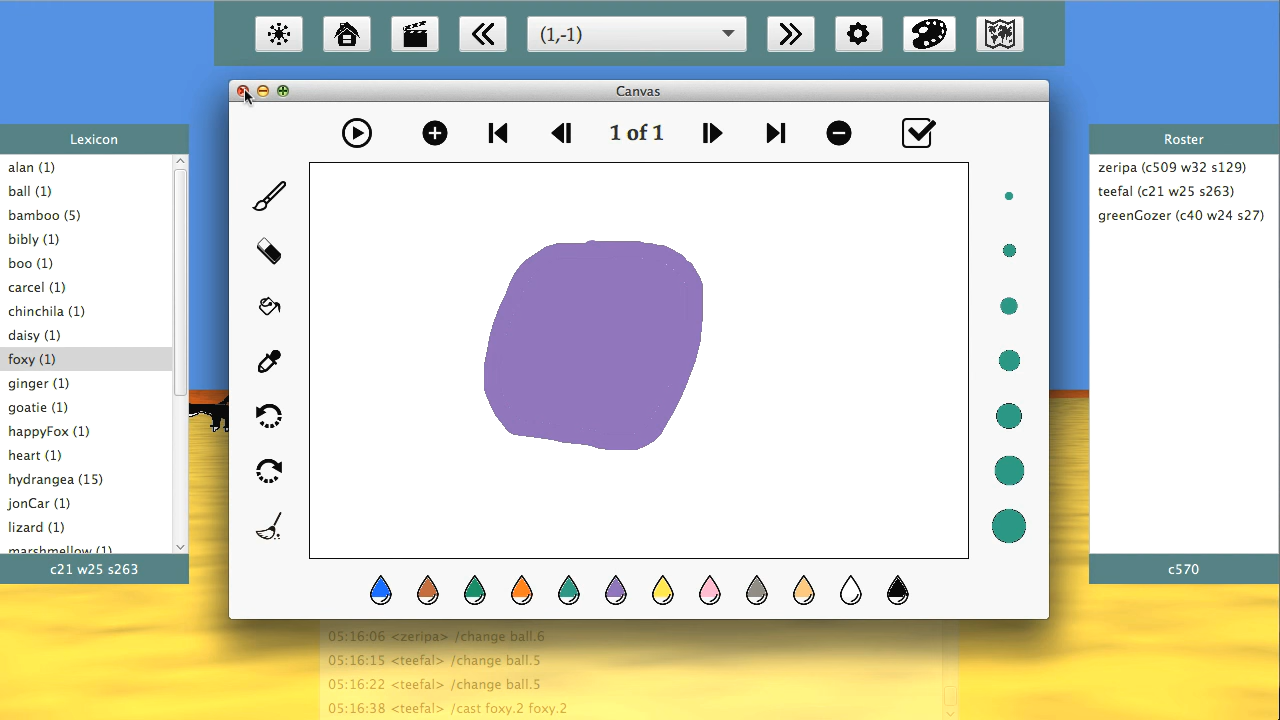 (1,-1)
Canvas
1 of 1
Lexicon
alan (1)
ball (1)
bamboo (5)
bibly (1)
boo (1)
carcel (1)
chinchila (1)
daisy (1)
foxy (1)
ginger (1)
goatie (1)
happyFox (1)
heart (1)
hydrangea (15)
jonCar (1)
lizard (1)
marshmellow (1)
c21 w25 s263
Roster
zeripa (c509 w32 s129)
teefal (c21 w25 s263)
greenGozer (c40 w24 s27)
c570
05:16:06 <zeripa> /change ball.6
05:16:15 <teefal> /change ball.5
05:16:22 <teefal> /change ball.5
05:16:38 <teefal> /cast foxy.2 foxy.2